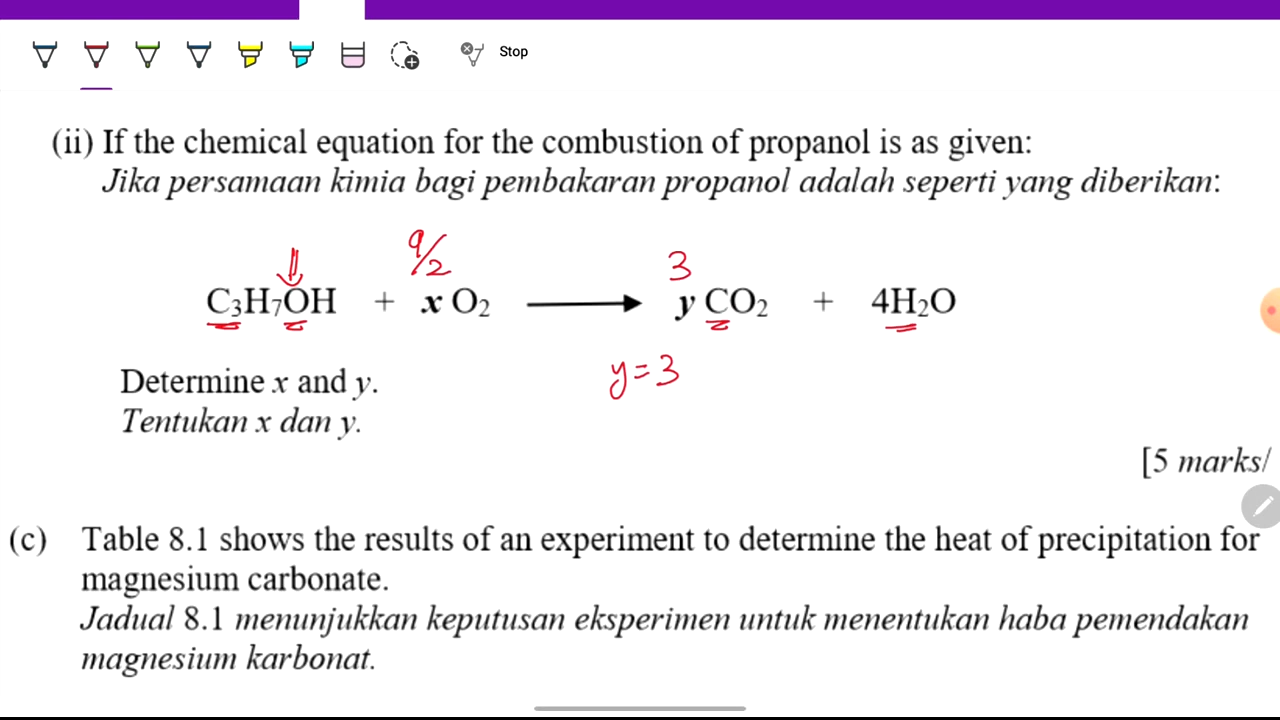 Stop
(ii) If the chemical equation for the combustion of propanol is as given:
Jika persamaan kimia bagi pembakaran propanol adalah seperti yang diberikan:
9/2 3
C₃H₇OH + x O₂ ⟶ y CO₂ + 4H₂O
y=3
Determine x and y.
Tentukan x dan y.
[5 marks/
(c) Table 8.1 shows the results of an experiment to determine the heat of precipitation for
magnesium carbonate.
Jadual 8.1 menunjukkan keputusan eksperimen untuk menentukan haba pemendakan
magnesium karbonat.